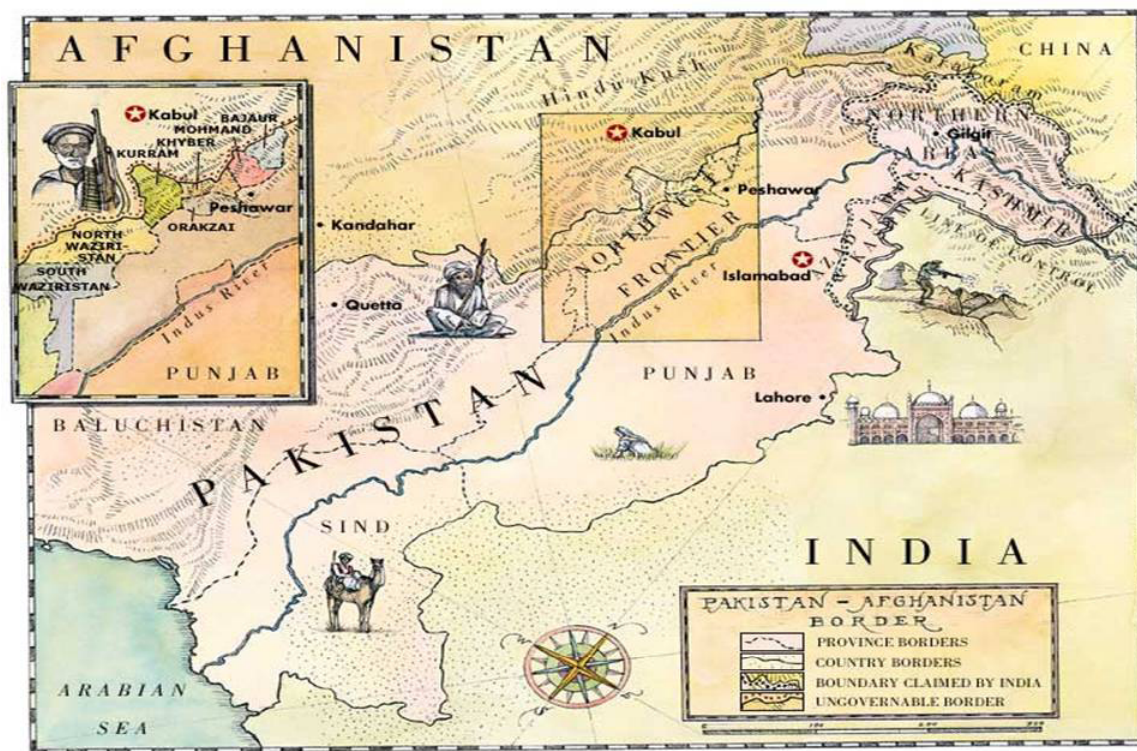 AFGHANISTAN
CHINA
Karakoram
Hindu Kush
Kabul
BAJAUR
MOHMAND
KHYBER
KURRAM
Peshawar
ORAKZAI
NORTH
WAZIRI-
STAN
SOUTH
WAZIRISTAN
Indus River
PUNJAB
Kabul
NORTHERN
AREAS
Gilgit
KASHMIR
Peshawar
NORTHWEST
FRONTIER
AZAD
LINE OF CONTROL
Kandahar
Islamabad
Indus River
Quetta
PUNJAB
Lahore
BALUCHISTAN
PAKISTAN
SIND
INDIA
ARABIAN
SEA
PAKISTAN – AFGHANISTAN
BORDER
PROVINCE BORDERS
COUNTRY BORDERS
BOUNDARY CLAIMED BY INDIA
UNGOVERNABLE BORDER
0